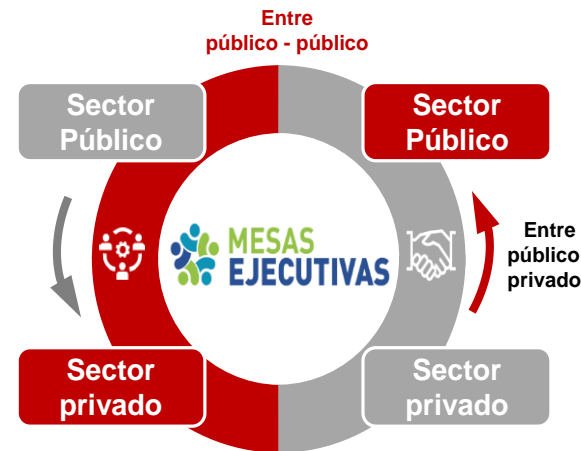 Entre
público - público
Sector
Público
Sector
Público
MESAS
EJECUTIVAS
Entre
público
privado
Sector
privado
Sector
privado